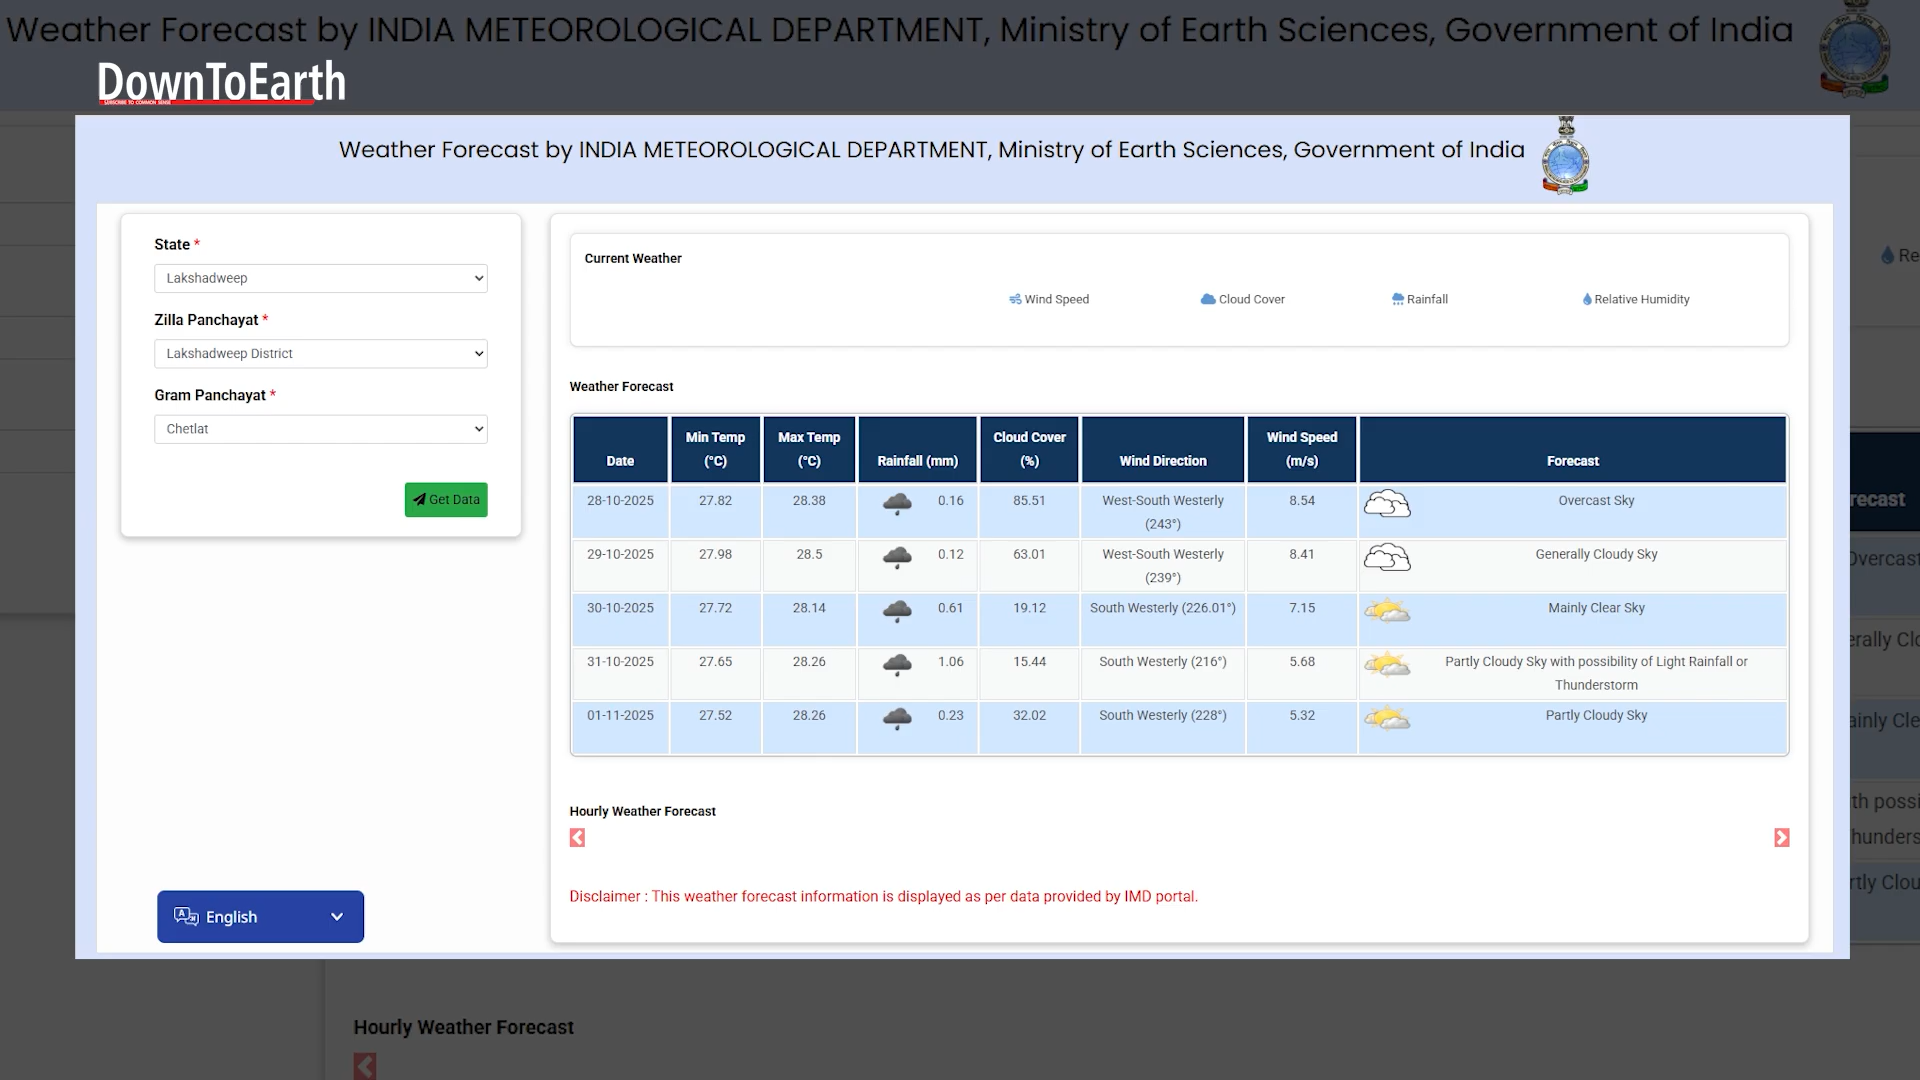 Weather Forecast by INDIA METEOROLOGICAL DEPARTMENT, Ministry of Earth Sciences, Government of India
DownToEarth
SUBSCRIBE TO COMMON SENSE
Weather Forecast by INDIA METEOROLOGICAL DEPARTMENT, Ministry of Earth Sciences, Government of India
State *
Lakshadweep
Zilla Panchayat *
Lakshadweep District
Gram Panchayat *
Chetlat
Get Data
English
Current Weather
Wind Speed Cloud Cover Rainfall Relative Humidity
Weather Forecast
Date Min Temp (°C) Max Temp (°C) Rainfall (mm) Cloud Cover (%) Wind Direction Wind Speed (m/s) Forecast
28-10-2025 27.82 28.38 0.16 85.51 West-South Westerly (243°) 8.54 Overcast Sky
29-10-2025 27.98 28.5 0.12 63.01 West-South Westerly (239°) 8.41 Generally Cloudy Sky
30-10-2025 27.72 28.14 0.61 19.12 South Westerly (226.01°) 7.15 Mainly Clear Sky
31-10-2025 27.65 28.26 1.06 15.44 South Westerly (216°) 5.68 Partly Cloudy Sky with possibility of Light Rainfall or Thunderstorm
01-11-2025 27.52 28.26 0.23 32.02 South Westerly (228°) 5.32 Partly Cloudy Sky
Hourly Weather Forecast
Disclaimer : This weather forecast information is displayed as per data provided by IMD portal.
Re
recast
Overcast
erally Clo
ainly Cle
th possi
hunders
rtly Clou
Hourly Weather Forecast